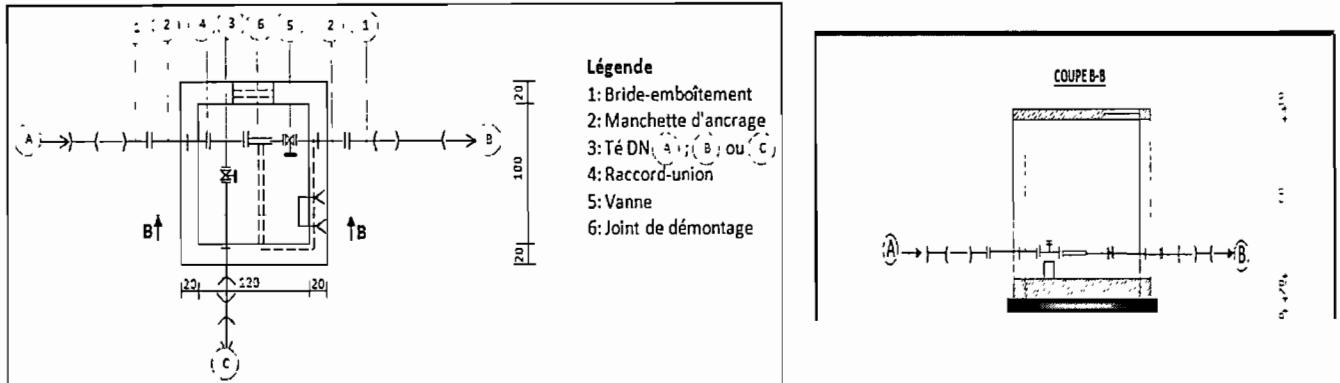 1 2 4 3 6 5 2 1
A
B
20
100
20
B B
20 120 20
C
Légende
1: Bride-emboîtement
2: Manchette d'ancrage
3: Té DN A ; B ou C
4: Raccord-union
5: Vanne
6: Joint de démontage
COUPE B-B
A
B